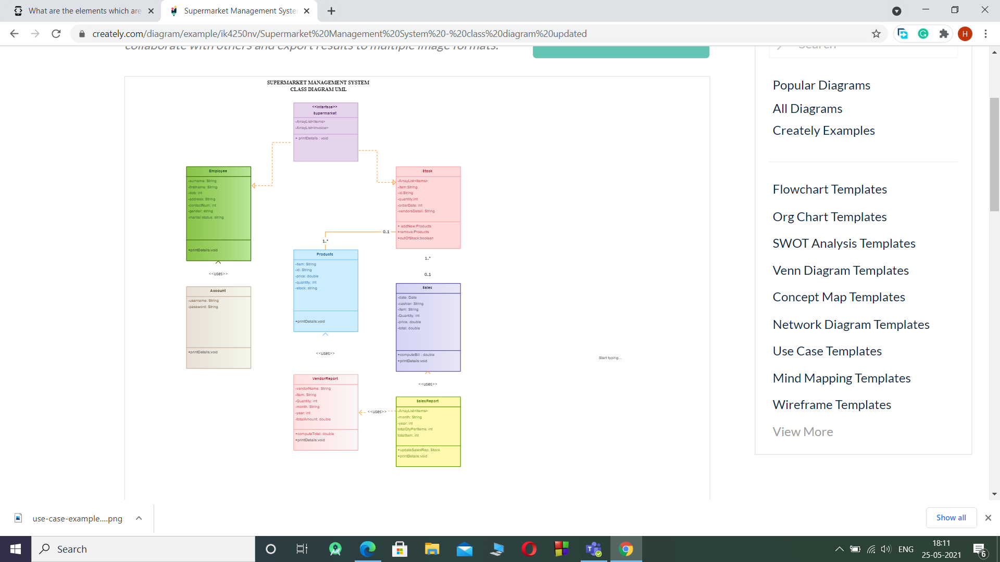 What are the elements which are
Supermarket Management Syste
creately.com/diagram/example/ik4250nv/Supermarket%20Management%20System%20-%20class%20diagram%20updated
H
collaborate with others and export results to multiple image formats.
Search
SUPERMARKET MANAGEMENT SYSTEM
CLASS DIAGRAM UML
<<Interface>>
Supermarket
-ArrayList<Items>
-ArrayList<Invoice>
+ printDetails : void
Employee
-surname: String
-firstname: String
-dob: int
-address: String
-contactNum: int
-gender: string
-marital status: string
+printDetails:void
<<uses>>
Account
-username: String
-password: String
+printDetails:void
Stock
-ArrayList<Items>
-item:String
-id:String
-quantity:int
-orderDate: int
-vendorsDetail: String
+ addNew:Products
+remove:Products
+outOfStock:boolean
0..1
1..*
Products
-item: String
-id: String
-price: double
-quantity: int
-stock: string
+printDetails:void
<<uses>>
1..*
0..1
Sales
-date: Date
-cashier: String
-item: String
-Quantity: int
-price: double
-total: double
+computeBill : double
+printDetails:void
<<uses>>
VendorReport
-vendorName: String
-Item: String
-Quantity: int
-month: String
-year: int
-totalAmount: double
+computeTotal: double
+printDetails:void
<<uses>>
SalesReport
-ArrayList<Items>
-month: String
-year: int
totalQtyPerItems: int
totalItem: int
+updateSalesRep: Stock
+printDetails:void
Start typing...
Popular Diagrams
All Diagrams
Creately Examples
Flowchart Templates
Org Chart Templates
SWOT Analysis Templates
Venn Diagram Templates
Concept Map Templates
Network Diagram Templates
Use Case Templates
Mind Mapping Templates
Wireframe Templates
View More
use-case-example....png
Show all
Search
ENG
18:11
25-05-2021
6